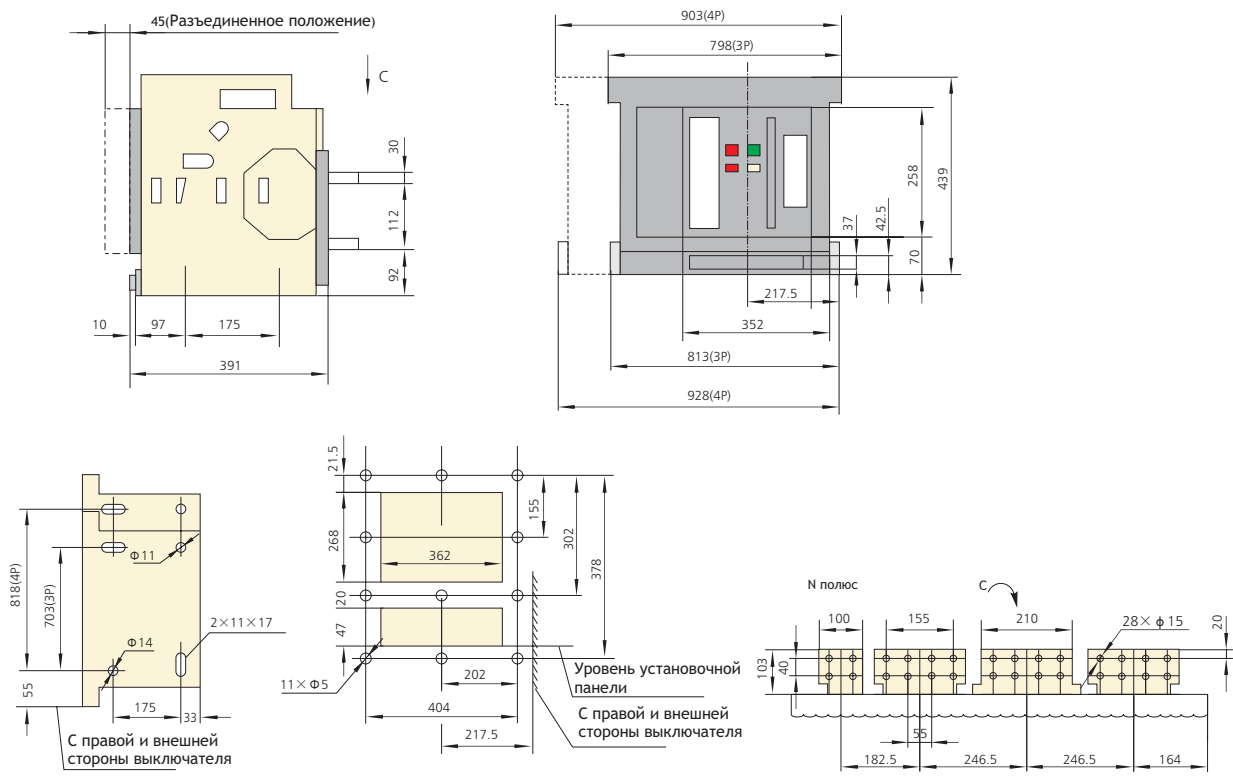 45(Разъединенное положение)
C
30
112
92
10
97
175
391
903(4P)
798(3P)
258
439
37
42.5
70
217.5
352
813(3P)
928(4P)
818(4P)
703(3P)
55
Φ11
Φ14
2×11×17
175
33
С правой и внешней
стороны выключателя
21.5
268
20
47
362
155
302
378
11×Φ5
202
404
217.5
Уровень установочной
панели
С правой и внешней
стороны выключателя
N полюс
C
100
155
210
28× ϕ 15
20
103
40
55
182.5
246.5
246.5
164